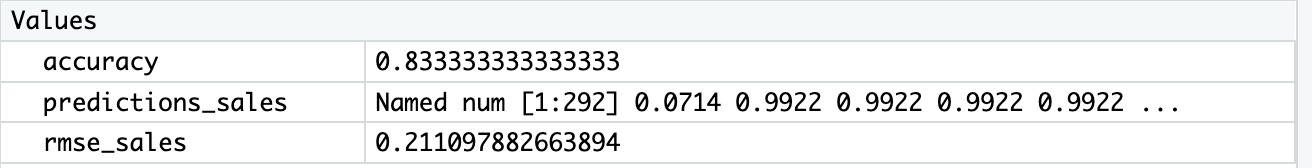 Values
accuracy 0.833333333333333
predictions_sales Named num [1:292] 0.0714 0.9922 0.9922 0.9922 0.9922 ...
rmse_sales 0.211097882663894